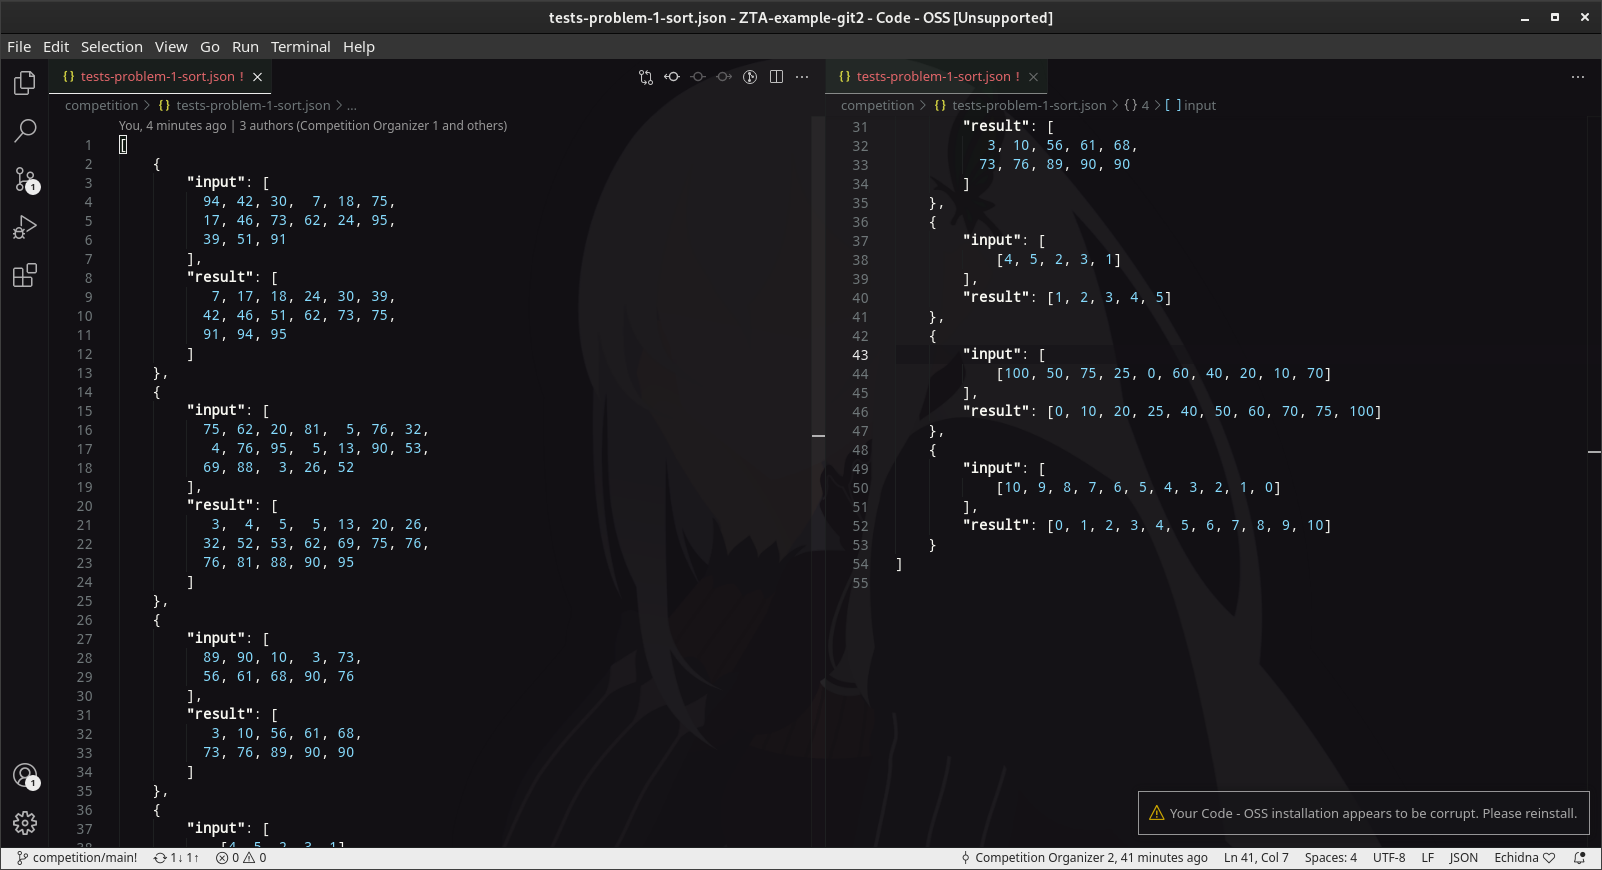 tests-problem-1-sort.json - ZTA-example-git2 - Code - OSS [Unsupported]
File Edit Selection View Go Run Terminal Help
{} tests-problem-1-sort.json !
competition > {} tests-problem-1-sort.json > ...
You, 4 minutes ago | 3 authors (Competition Organizer 1 and others)
1 [
2 {
3 "input": [
4 94, 42, 30, 7, 18, 75,
5 17, 46, 73, 62, 24, 95,
6 39, 51, 91
7 ],
8 "result": [
9 7, 17, 18, 24, 30, 39,
10 42, 46, 51, 62, 73, 75,
11 91, 94, 95
12 ]
13 },
14 {
15 "input": [
16 75, 62, 20, 81, 5, 76, 32,
17 4, 76, 95, 5, 13, 90, 53,
18 69, 88, 3, 26, 52
19 ],
20 "result": [
21 3, 4, 5, 5, 13, 20, 26,
22 32, 52, 53, 62, 69, 75, 76,
23 76, 81, 88, 90, 95
24 ]
25 },
26 {
27 "input": [
28 89, 90, 10, 3, 73,
29 56, 61, 68, 90, 76
30 ],
31 "result": [
32 3, 10, 56, 61, 68,
33 73, 76, 89, 90, 90
34 ]
35 },
36 {
37 "input": [
38 [4, 5, 2, 3, 1]
{} tests-problem-1-sort.json !
competition > {} tests-problem-1-sort.json > {} 4 > [ ] input
31 "result": [
32 3, 10, 56, 61, 68,
33 73, 76, 89, 90, 90
34 ]
35 },
36 {
37 "input": [
38 [4, 5, 2, 3, 1]
39 ],
40 "result": [1, 2, 3, 4, 5]
41 },
42 {
43 "input": [
44 [100, 50, 75, 25, 0, 60, 40, 20, 10, 70]
45 ],
46 "result": [0, 10, 20, 25, 40, 50, 60, 70, 75, 100]
47 },
48 {
49 "input": [
50 [10, 9, 8, 7, 6, 5, 4, 3, 2, 1, 0]
51 ],
52 "result": [0, 1, 2, 3, 4, 5, 6, 7, 8, 9, 10]
53 }
54 ]
55
1
1
Your Code - OSS installation appears to be corrupt. Please reinstall.
competition/main! 1↓ 1↑ 0 0 Competition Organizer 2, 41 minutes ago Ln 41, Col 7 Spaces: 4 UTF-8 LF JSON Echidna